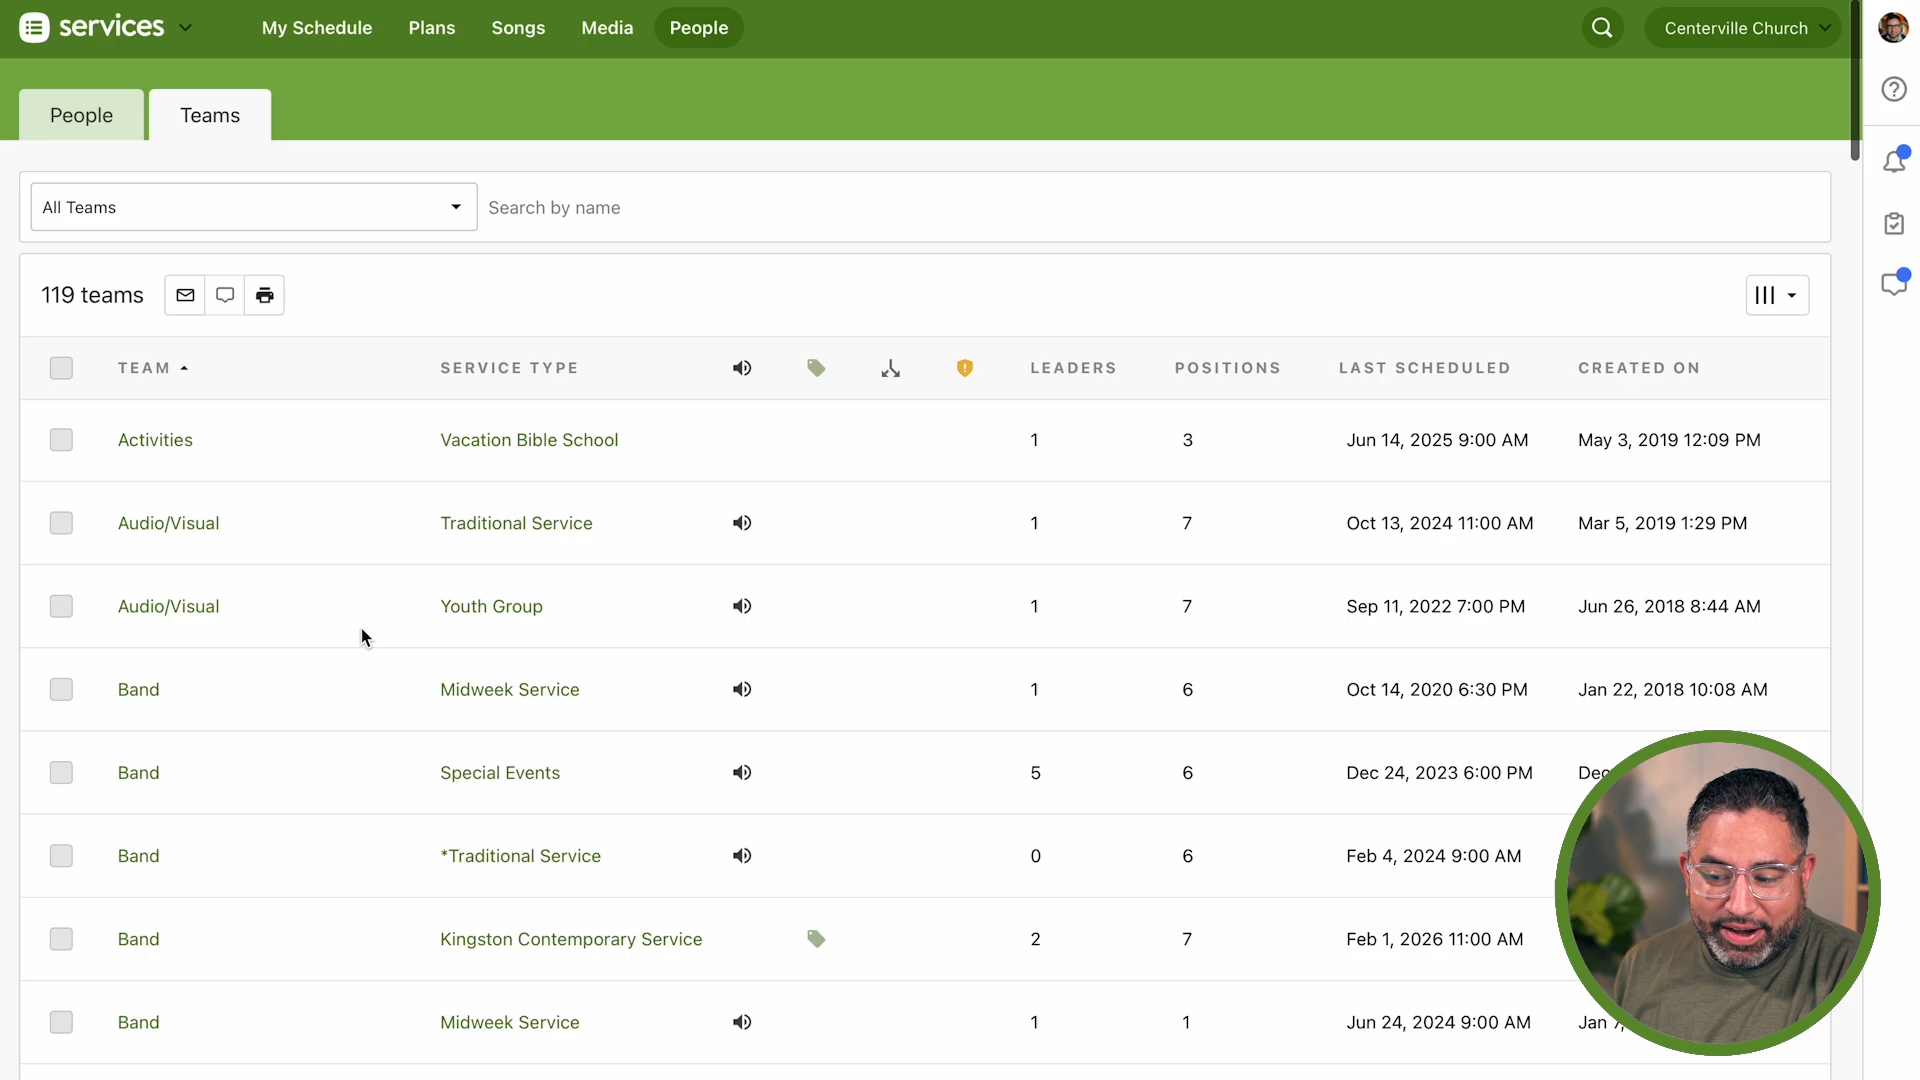 services My Schedule Plans Songs Media People Centerville Church
People Teams
All Teams Search by name
119 teams
TEAM SERVICE TYPE LEADERS POSITIONS LAST SCHEDULED CREATED ON
Activities Vacation Bible School 1 3 Jun 14, 2025 9:00 AM May 3, 2019 12:09 PM
Audio/Visual Traditional Service 1 7 Oct 13, 2024 11:00 AM Mar 5, 2019 1:29 PM
Audio/Visual Youth Group 1 7 Sep 11, 2022 7:00 PM Jun 26, 2018 8:44 AM
Band Midweek Service 1 6 Oct 14, 2020 6:30 PM Jan 22, 2018 10:08 AM
Band Special Events 5 6 Dec 24, 2023 6:00 PM Dec
Band *Traditional Service 0 6 Feb 4, 2024 9:00 AM
Band Kingston Contemporary Service 2 7 Feb 1, 2026 11:00 AM
Band Midweek Service 1 1 Jun 24, 2024 9:00 AM Jan 7,